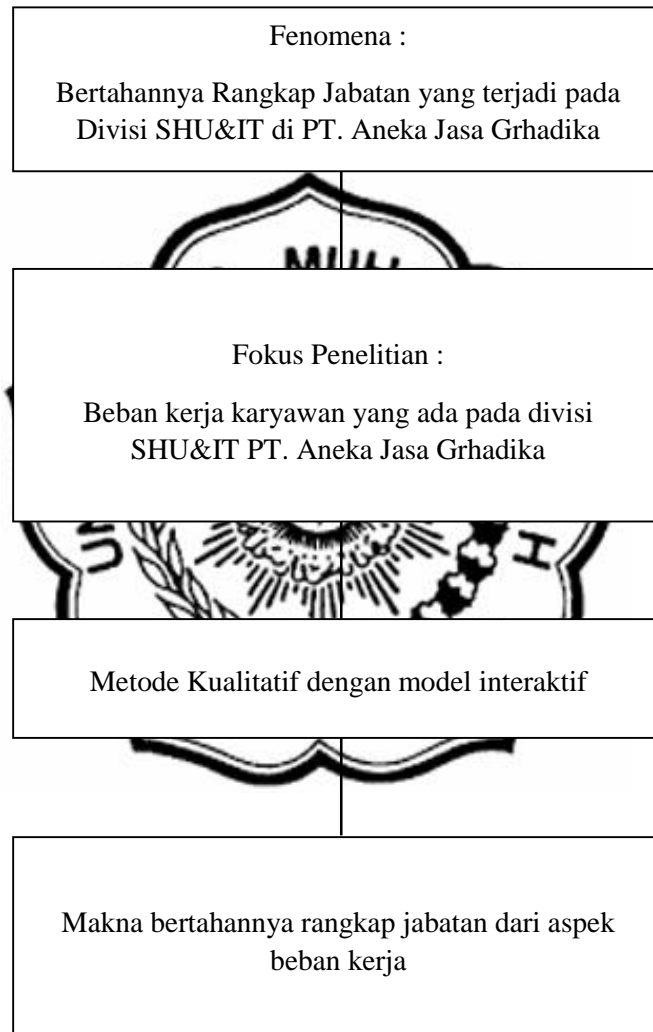 Fenomena :
Bertahannya Rangkap Jabatan yang terjadi pada
Divisi SHU&IT di PT. Aneka Jasa Grhadika
Fokus Penelitian :
Beban kerja karyawan yang ada pada divisi
SHU&IT PT. Aneka Jasa Grhadika
Metode Kualitatif dengan model interaktif
Makna bertahannya rangkap jabatan dari aspek
beban kerja